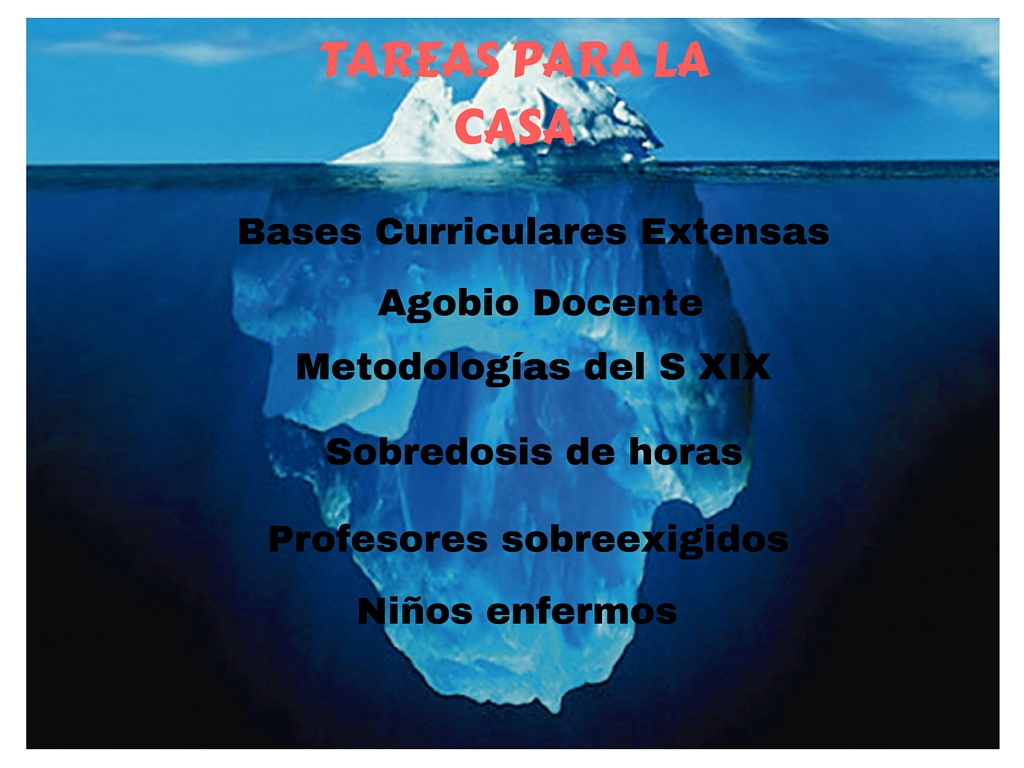 TAREAS PARA LA
CASA
Bases Curriculares Extensas
Agobio Docente
Metodologías del S XIX
Sobredosis de horas
Profesores sobreexigidos
Niños enfermos